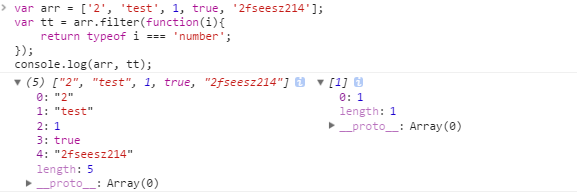 > var arr = ['2', 'test', 1, true, '2fseesz214'];
var tt = arr.filter(function(i){
return typeof i === 'number';
});
console.log(arr, tt);
▼ (5) ["2", "test", 1, true, "2fseesz214"] i ▼ [1] i
0: "2" 0: 1
1: "test" length: 1
2: 1 ▶ __proto__: Array(0)
3: true
4: "2fseesz214"
length: 5
▶ __proto__: Array(0)